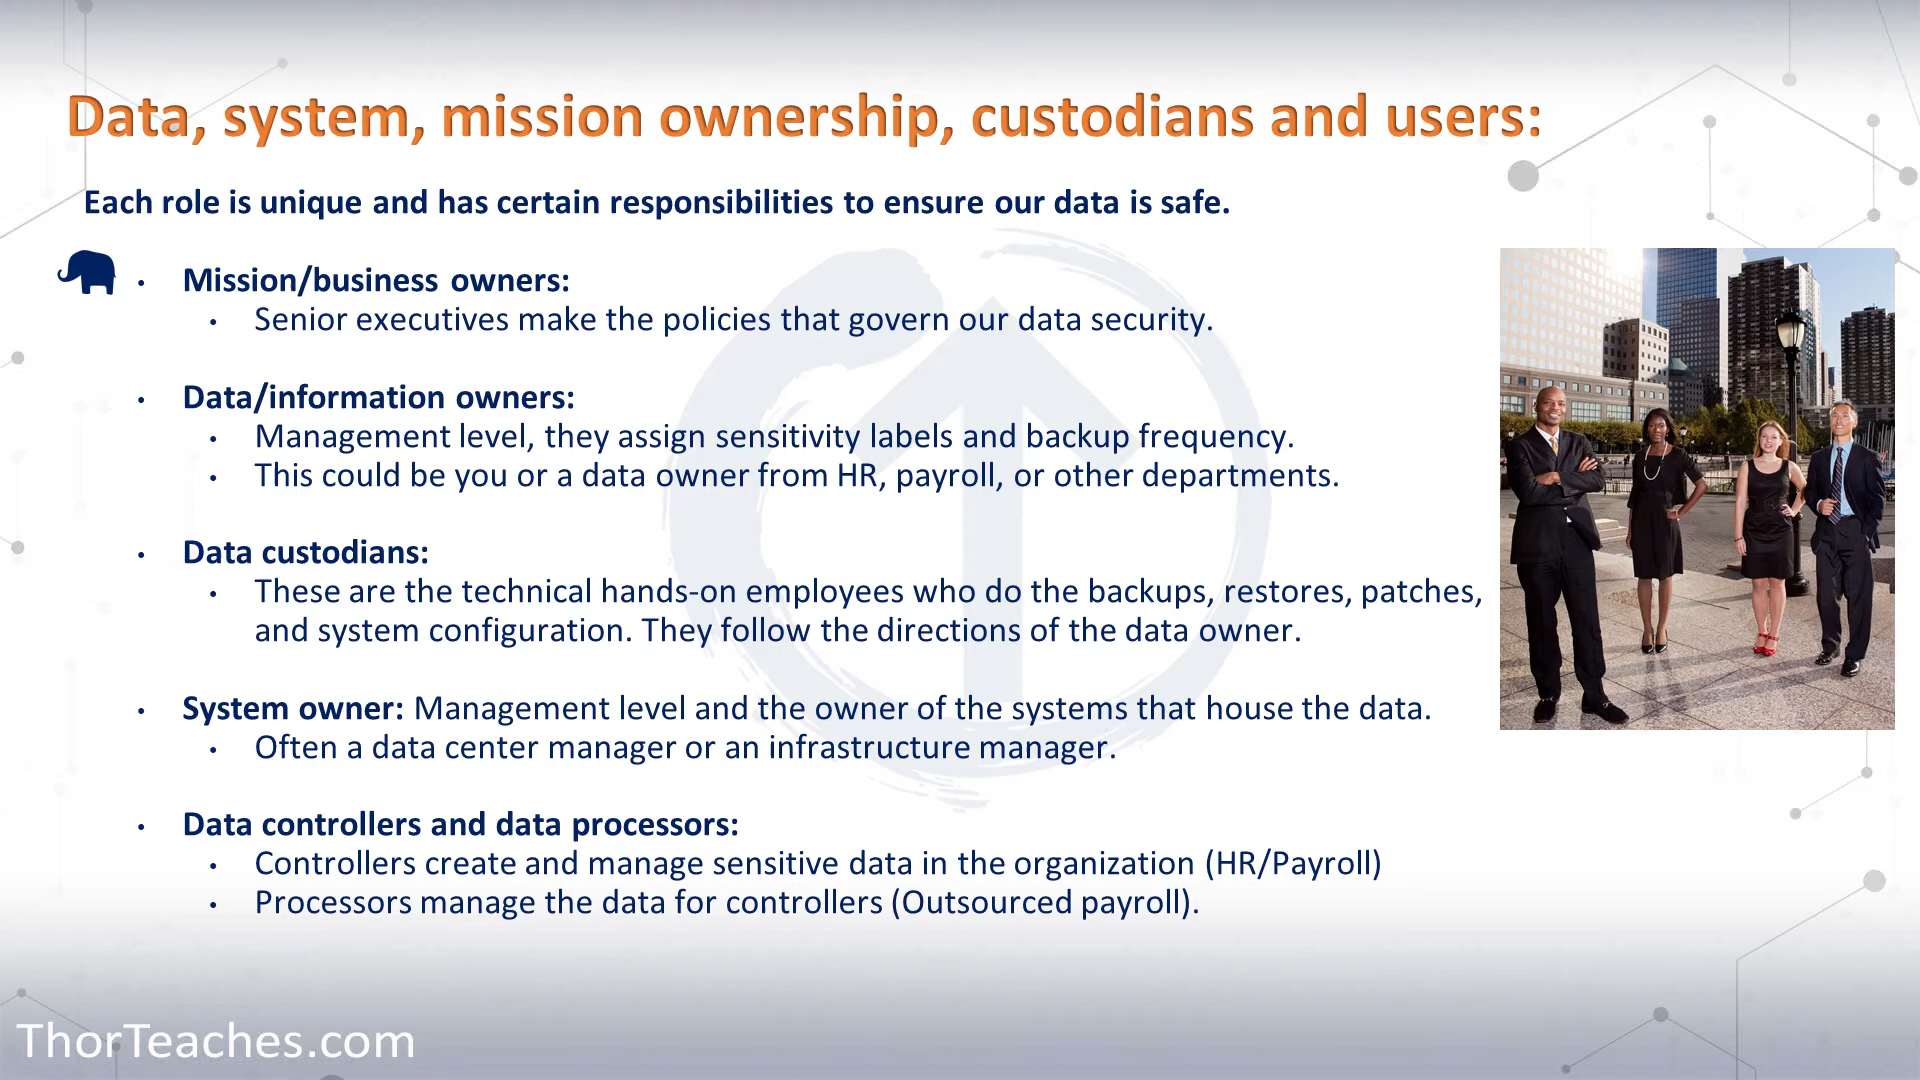 Data, system, mission ownership, custodians and users:
Each role is unique and has certain responsibilities to ensure our data is safe.
• Mission/business owners:
• Senior executives make the policies that govern our data security.
• Data/information owners:
• Management level, they assign sensitivity labels and backup frequency.
• This could be you or a data owner from HR, payroll, or other departments.
• Data custodians:
• These are the technical hands-on employees who do the backups, restores, patches,
and system configuration. They follow the directions of the data owner.
• System owner: Management level and the owner of the systems that house the data.
• Often a data center manager or an infrastructure manager.
• Data controllers and data processors:
• Controllers create and manage sensitive data in the organization (HR/Payroll)
• Processors manage the data for controllers (Outsourced payroll).
ThorTeaches.com